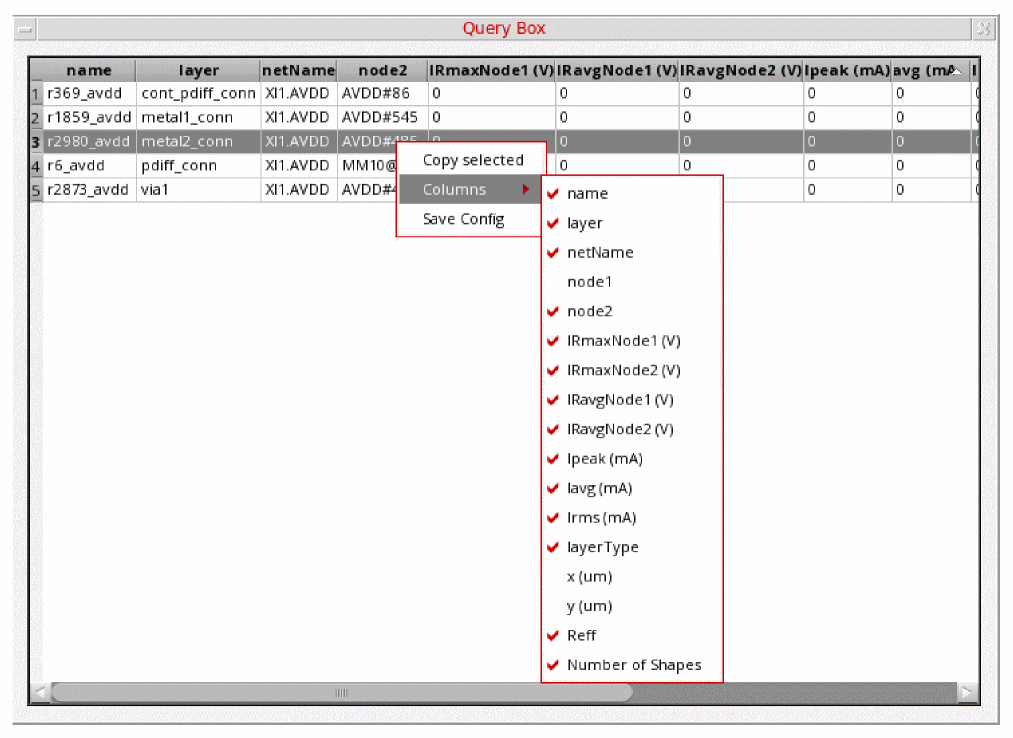 Query Box
name layer netName node2 IRmaxNode1 (V) IRavgNode1 (V) IRavgNode2 (V) Ipeak (mA) avg (mA I
1 r369_avdd cont_pdiff_conn XI1.AVDD AVDD#86 0 0 0 0 0
2 r1859_avdd metal1_conn XI1.AVDD AVDD#545 0 0 0 0 0
3 r2980_avdd metal2_conn XI1.AVDD AVDD#485 0 0 0 0 0
4 r6_avdd pdiff_conn XI1.AVDD MM10@ 0 0 0 0
5 r2873_avdd via1 XI1.AVDD AVDD#4 0 0
Copy selected
Columns
Save Config
name
layer
netName
node1
node2
IRmaxNode1 (V)
IRmaxNode2 (V)
IRavgNode1 (V)
IRavgNode2 (V)
Ipeak (mA)
Iavg (mA)
Irms (mA)
layerType
x (um)
y (um)
Reff
Number of Shapes